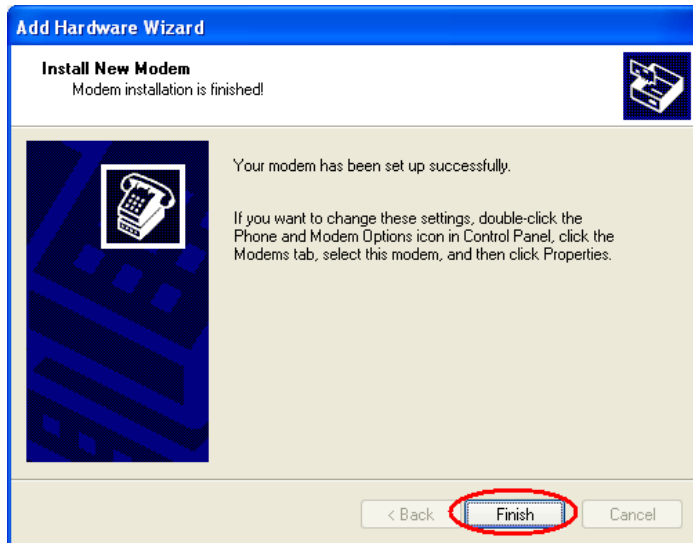 Add Hardware Wizard
Install New Modem
Modem installation is finished!
Your modem has been set up successfully.
If you want to change these settings, double-click the
Phone and Modem Options icon in Control Panel, click the
Modems tab, select this modem, and then click Properties.
< Back
Finish
Cancel